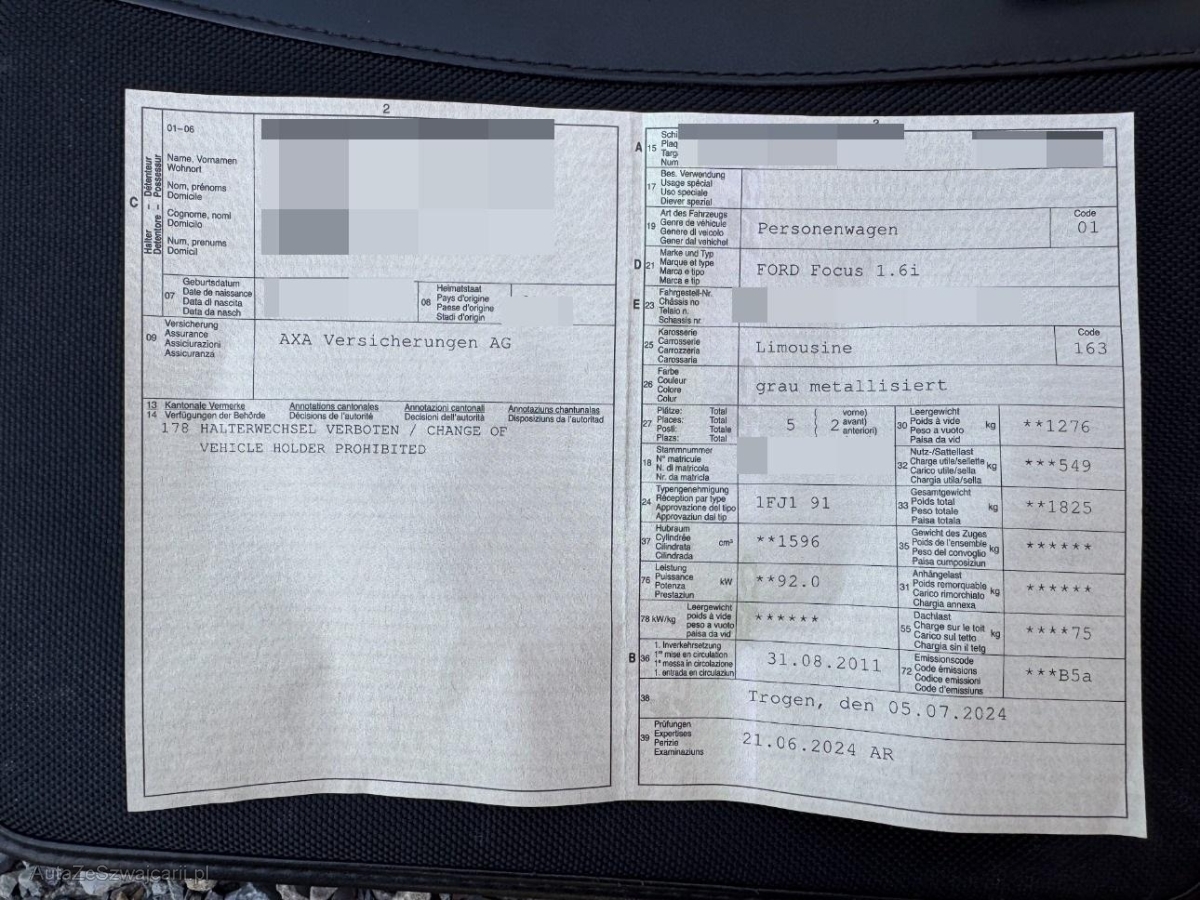 2
01-06
C
Halter - Détenteur
Detentore - Possessur
Name, Vornamen
Wohnort
Nom, prénoms
Domicile
Cognome, nomi
Domicilio
Num, prenums
Domicil
07
Geburtsdatum
Date de naissance
Data di nascita
Data da nasch
08
Heimatstaat
Pays d'origine
Paese d'origine
Stadi d'origin
09
Versicherung
Assurance
Assiciurazioni
Assicuranza
AXA Versicherungen AG
13 Kantonale Vermerke Annotations cantonales Annotazioni cantonali Annotaziuns chantunalas
14 Verfügungen der Behörde Décisions de l'autorité Decisioni dell'autorità Disposiziuns da l'autoritad
178 HALTERWECHSEL VERBOTEN / CHANGE OF
VEHICLE HOLDER PROHIBITED
A 15
Schi
Plaq
Targ
Num
17
Bes. Verwendung
Usage spécial
Uso speciale
Diever spezial
19
Art des Fahrzeugs
Genre de véhicule
Genere di veicolo
Gener dal vehichel
Personenwagen
Code
01
D 21
Marke und Typ
Marque et type
Marca e tipo
Marca e tip
FORD Focus 1.6i
E 23
Fahrgestell-Nr.
Châssis no
Telaio n.
Schassis nr.
25
Karosserie
Carrosserie
Carrozzeria
Carossaria
Limousine
Code
163
26
Farbe
Couleur
Colore
Colur
grau metallisiert
27
Plätze: Total
Places: Total
Posti: Totale
Plazs: Total
5 { 2
vorne)
avant)
anteriori)
30
Leergewicht
Poids à vide
Peso a vuoto
Paisa da vid
kg
**1276
18
Stammnummer
N° matricule
N. di matricola
Nr. da matricla
32
Nutz-/Sattellast
Charge utile/sellette
Carico utile/sella
Chargia utila/sella
kg
***549
24
Typengenehmigung
Réception par type
Approvazione del tipo
Approvaziun dal tip
1FJ1 91
33
Gesamtgewicht
Poids total
Peso totale
Paisa totala
kg
**1825
37
Hubraum
Cylindrée
Cilindrata
Cilindrada
cm³
**1596
35
Gewicht des Zuges
Poids de l'ensemble
Peso del convoglio
Paisa cumposiziun
kg
******
76
Leistung
Puissance
Potenza
Prestaziun
kW
**92.0
31
Anhängelast
Poids remorquable
Carico rimorchiato
Chargia annexa
kg
******
78 kW/kg
Leergewicht
poids à vide
peso a vuoto
paisa da vid
******
55
Dachlast
Charge sur le toit
Carico sul tetto
Chargia sin il tetg
kg
****75
B 36
1. Inverkehrsetzung
1re mise en circulation
1a messa in circolazione
1. entrada en circulaziun
31.08.2011
72
Emissionscode
Code émissions
Codice emissioni
Code d'emissiuns
***B5a
38
Trogen, den 05.07.2024
39
Prüfungen
Expertises
Perizie
Examinaziuns
21.06.2024 AR
AutaZeSzwajcarii.pl